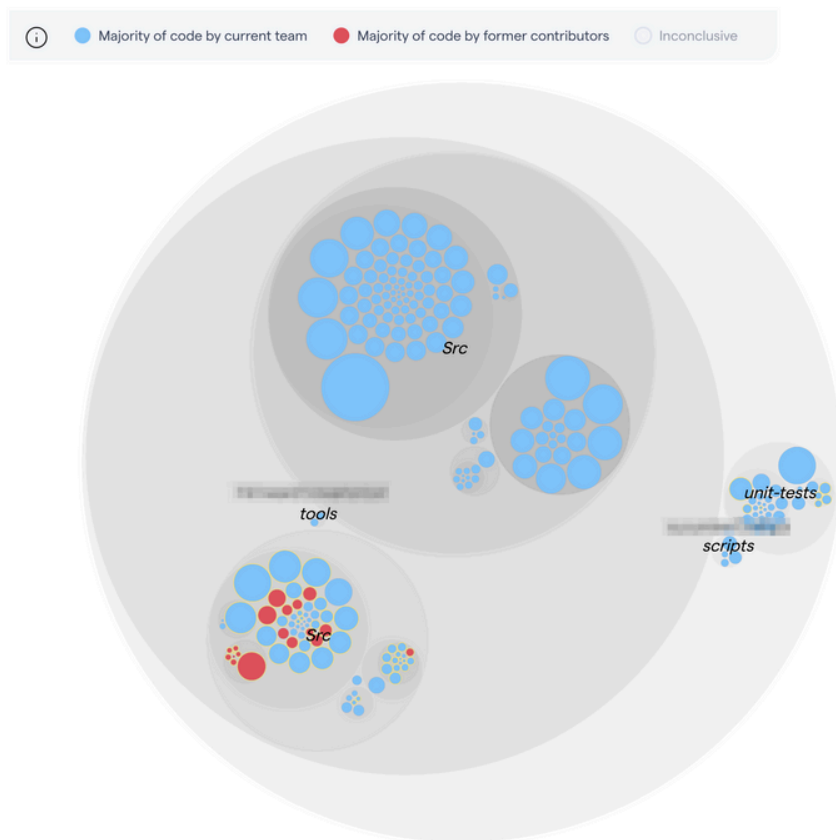 Majority of code by current team
Majority of code by former contributors
Inconclusive
Src
unit-tests
tools
scripts
Src